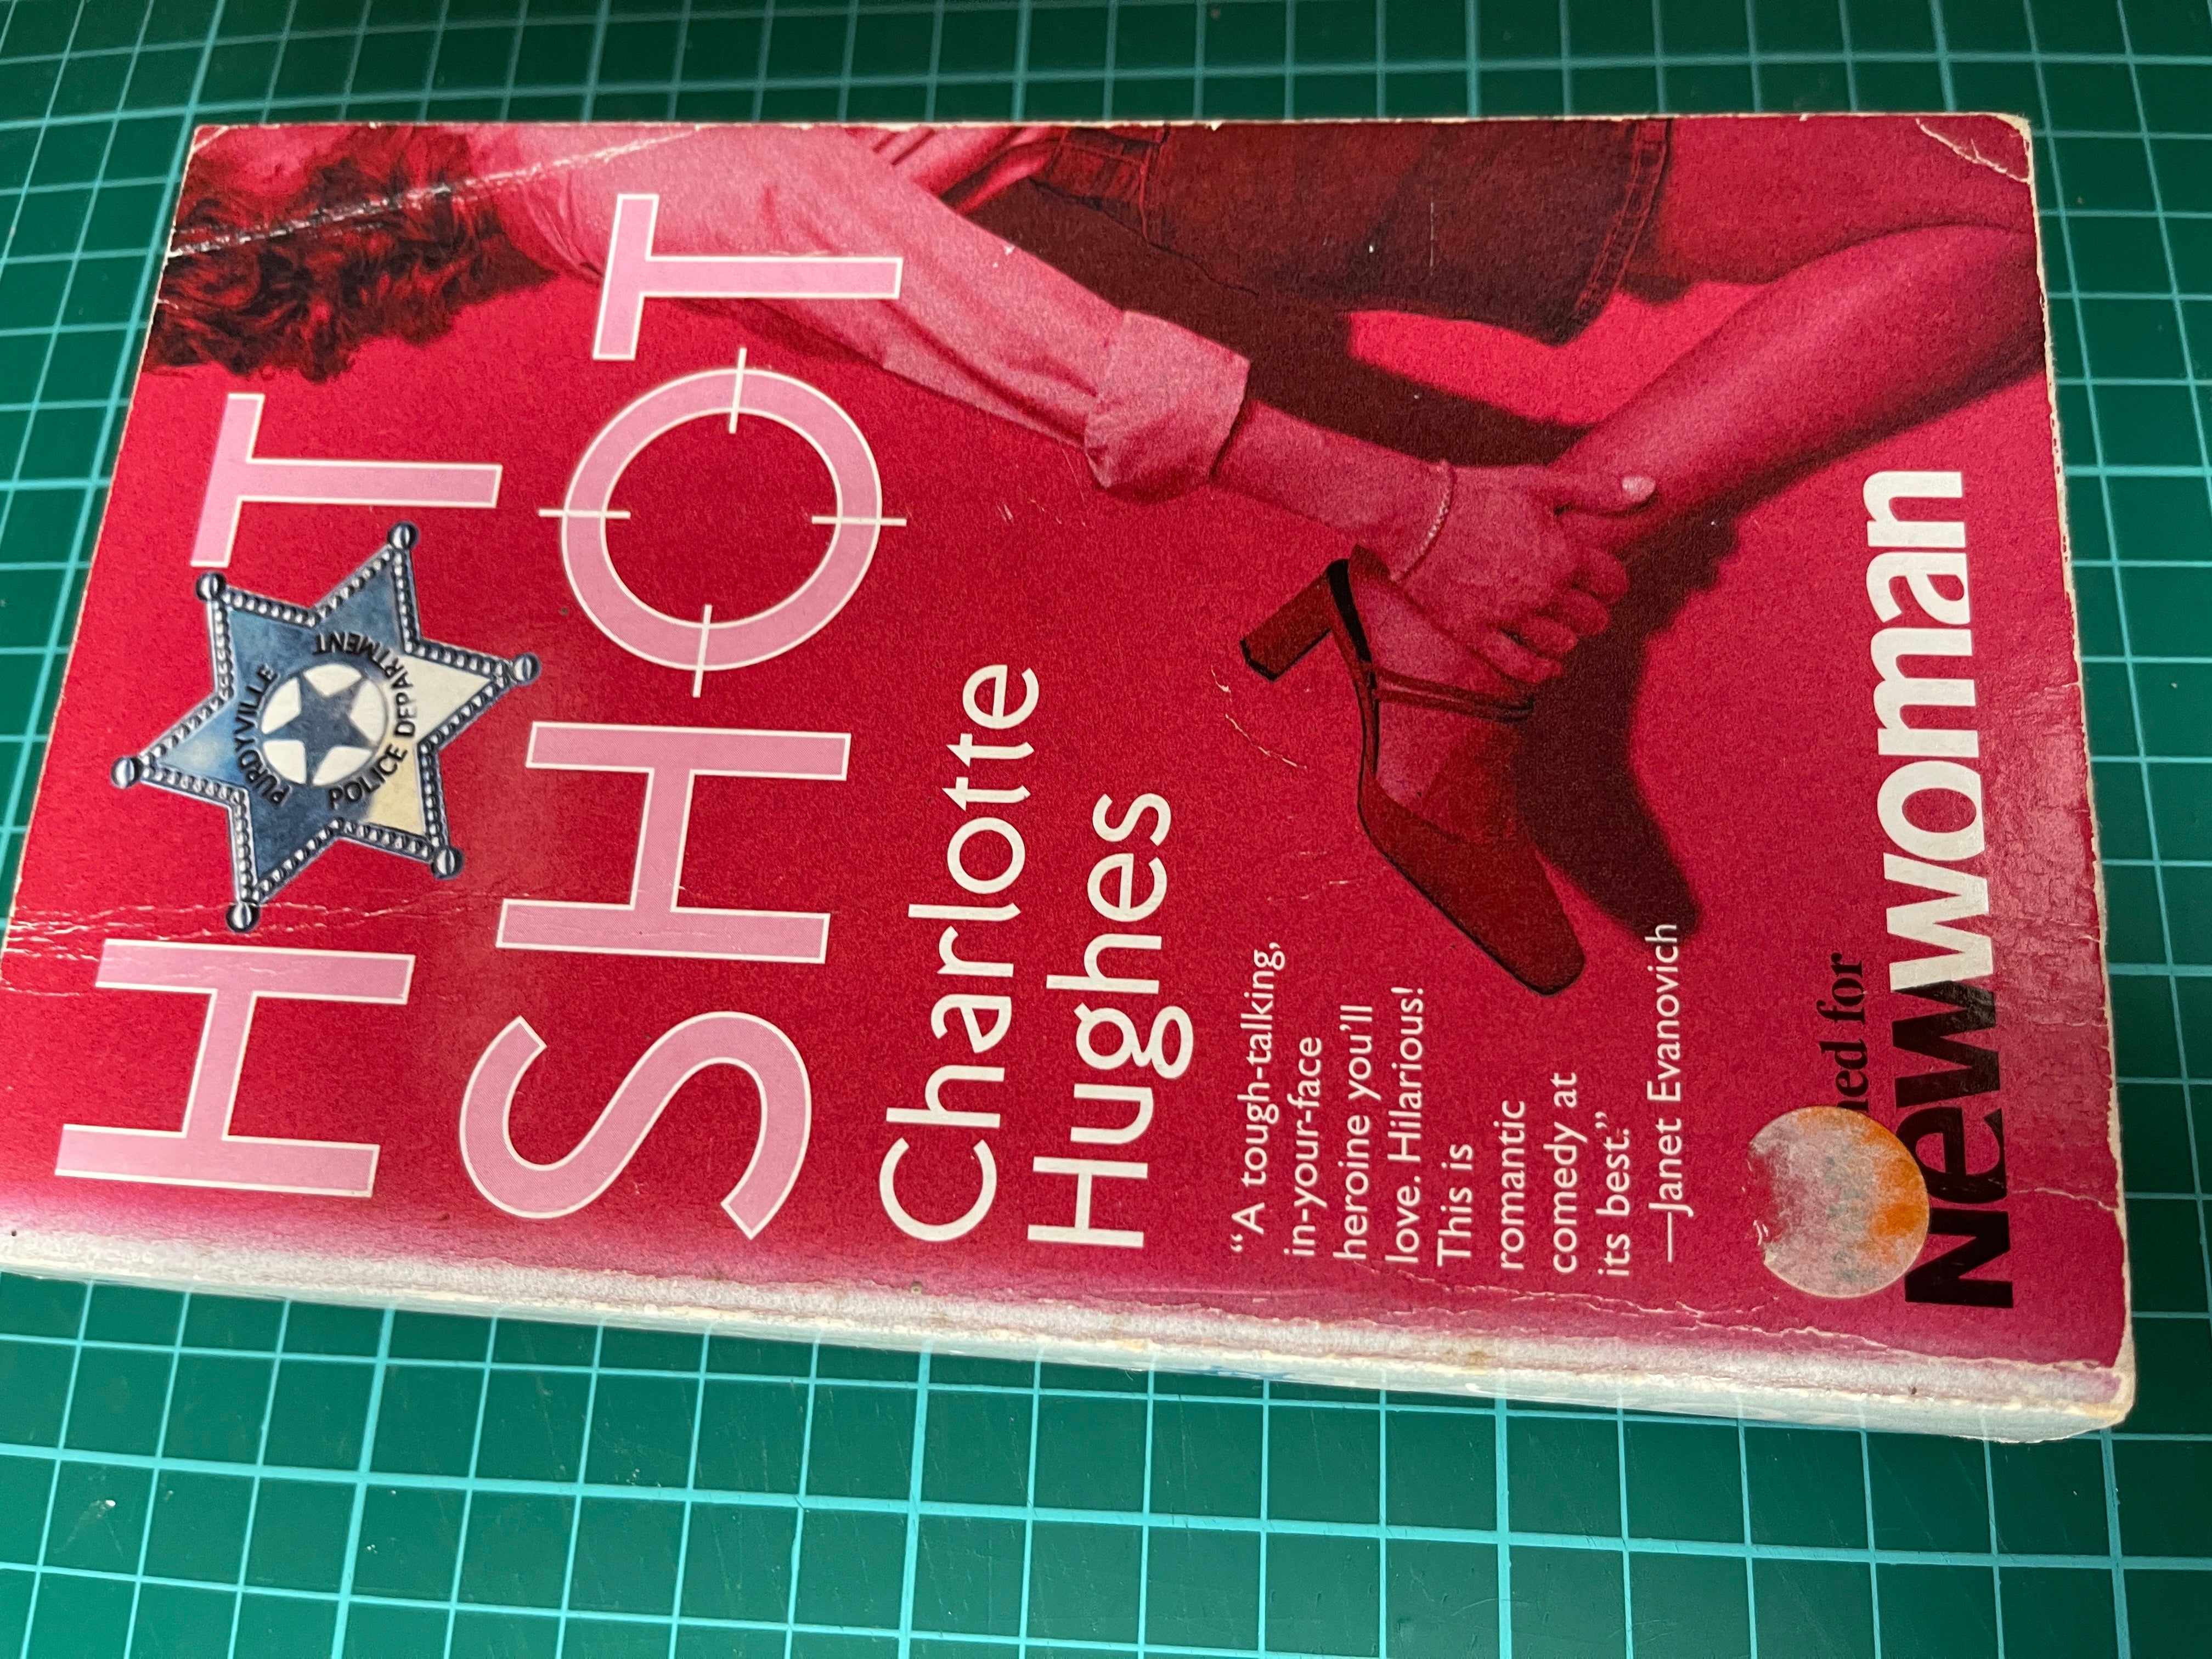 HOT
PURDYVILLE
POLICE DEPARTMENT
SHOT
Charlotte
Hughes
“A tough-talking,
in-your-face
heroine you’ll
love. Hilarious!
This is
romantic
comedy at
its best.”
—Janet Evanovich
for
Newwoman